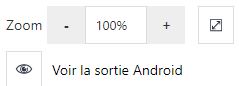 Zoom - 100% +
Voir la sortie Android